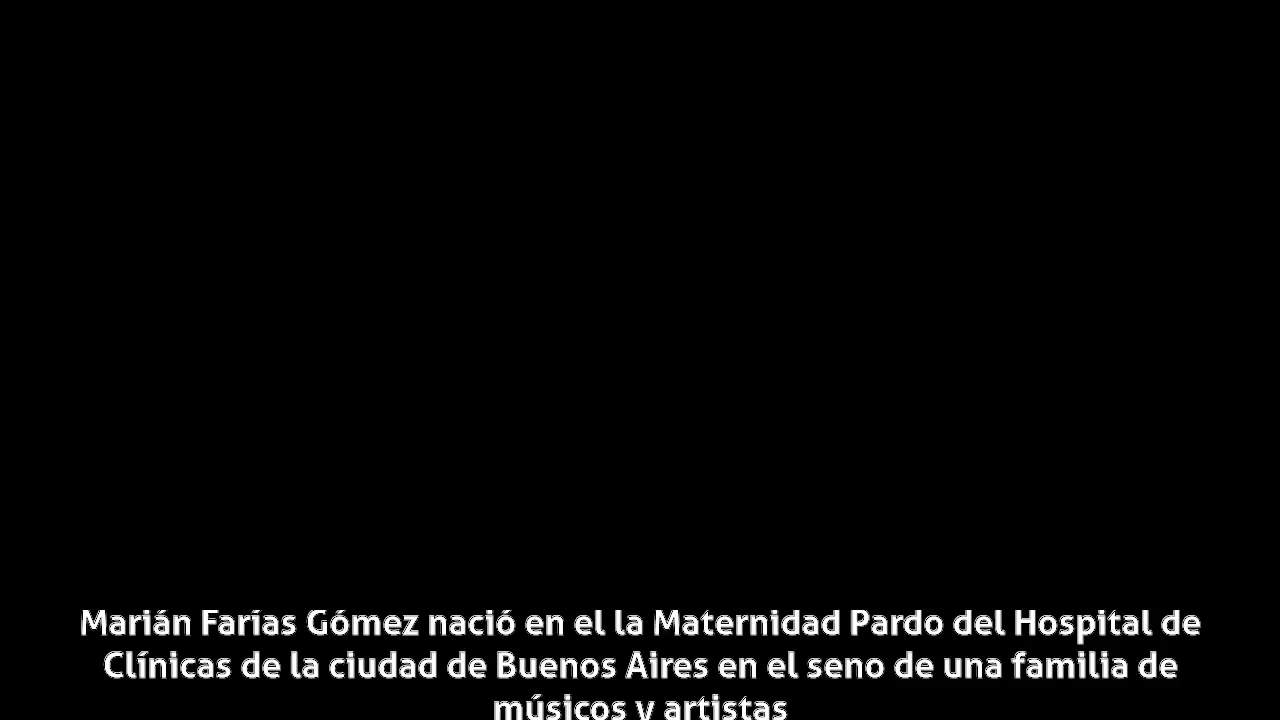 Marián Farías Gómez nació en el la Maternidad Pardo del Hospital de
Clínicas de la ciudad de Buenos Aires en el seno de una familia de
músicos y artistas